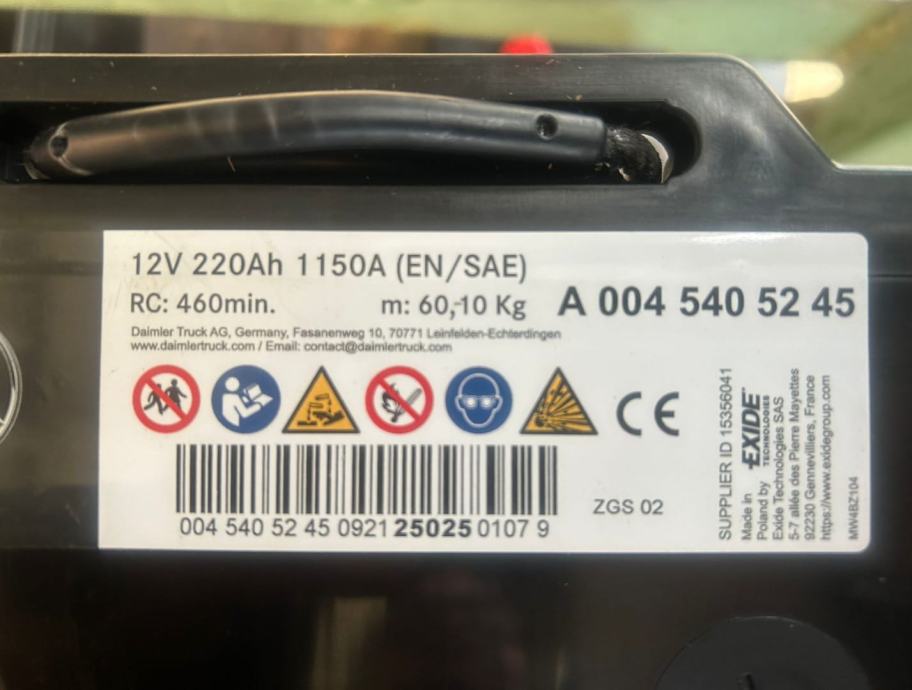 12V 220Ah 1150A (EN/SAE)
RC: 460min. m: 60,10 Kg
A 004 540 52 45
Daimler Truck AG, Germany, Fasanenweg 10, 70771 Leinfelden-Echterdingen
www.daimlertruck.com / Email: contact@daimlertruck.com
CE
004 540 52 45 0921 25025 0107 9
ZGS 02
SUPPLIER ID 15356041
Made in
Poland by
EXIDE
TECHNOLOGIES
Exide Technologies SAS
5-7 allée des Pierre Mayettes
92230 Gennevilliers, France
https://www.exidegroup.com
MW4BZ104